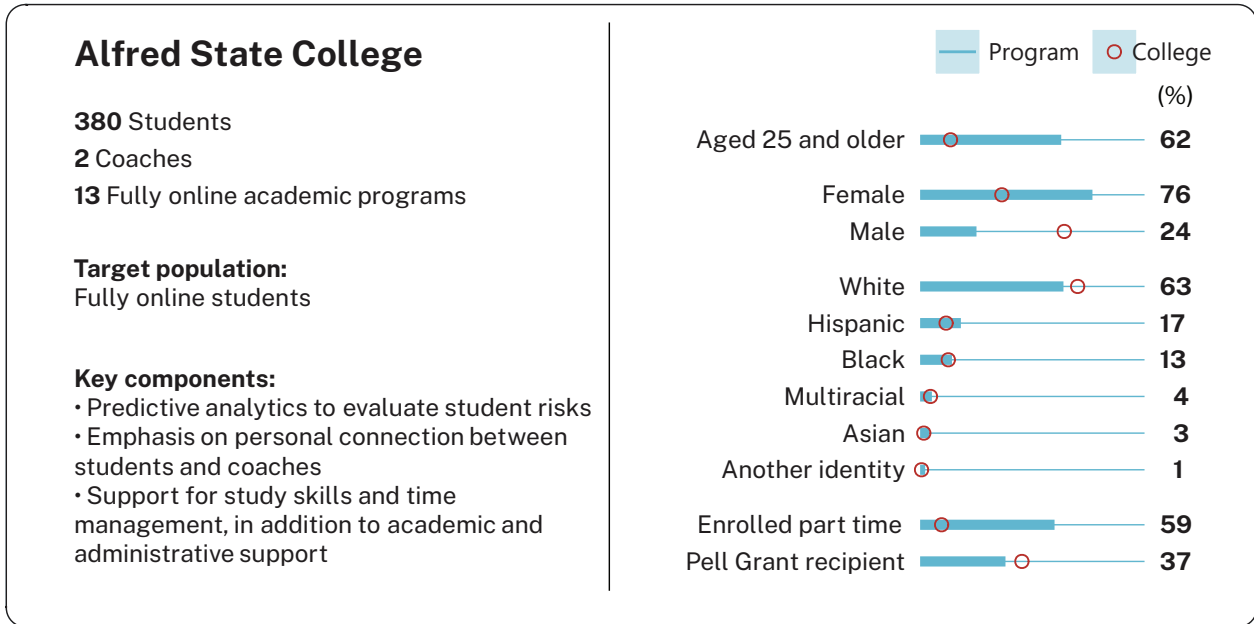 Alfred State College
380 Students
2 Coaches
13 Fully online academic programs
Target population:
Fully online students
Key components:
• Predictive analytics to evaluate student risks
• Emphasis on personal connection between
students and coaches
• Support for study skills and time
management, in addition to academic and
administrative support
Program College
(%)
Aged 25 and older 62
Female 76
Male 24
White 63
Hispanic 17
Black 13
Multiracial 4
Asian 3
Another identity 1
Enrolled part time 59
Pell Grant recipient 37